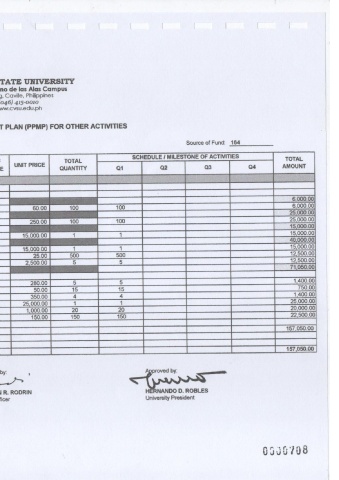 TATE UNIVERSITY
no de las Alas Campus
g, Cavite, Philippines
(046) 415-0010
ww.cvsu.edu.ph
T PLAN (PPMP) FOR OTHER ACTIVITIES
Source of Fund: 164
E UNIT PRICE TOTAL QUANTITY SCHEDULE / MILESTONE OF ACTIVITIES TOTAL AMOUNT
Q1 Q2 Q3 Q4
6,000.00
60.00 100 100 6,000.00
25,000.00
250.00 100 100 25,000.00
15,000.00
15,000.00 1 1 15,000.00
40,000.00
15,000.00 1 1 15,000.00
25.00 500 500 12,500.00
2,500.00 5 5 12,500.00
71,050.00
280.00 5 5 1,400.00
50.00 15 15 750.00
350.00 4 4 1,400.00
25,000.00 1 1 25,000.00
1,000.00 20 20 20,000.00
150.00 150 150 22,500.00
157,050.00
157,050.00
by: Approved by:
N R. RODRIN HERNANDO D. ROBLES
ficer University President